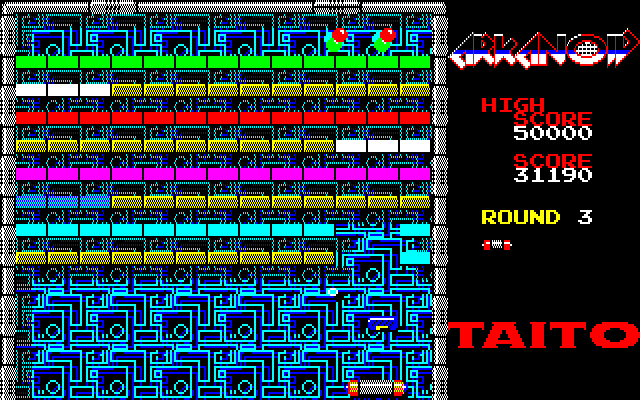 ARKANOID
HIGH
SCORE
50000
SCORE
31190
ROUND 3
TAITO